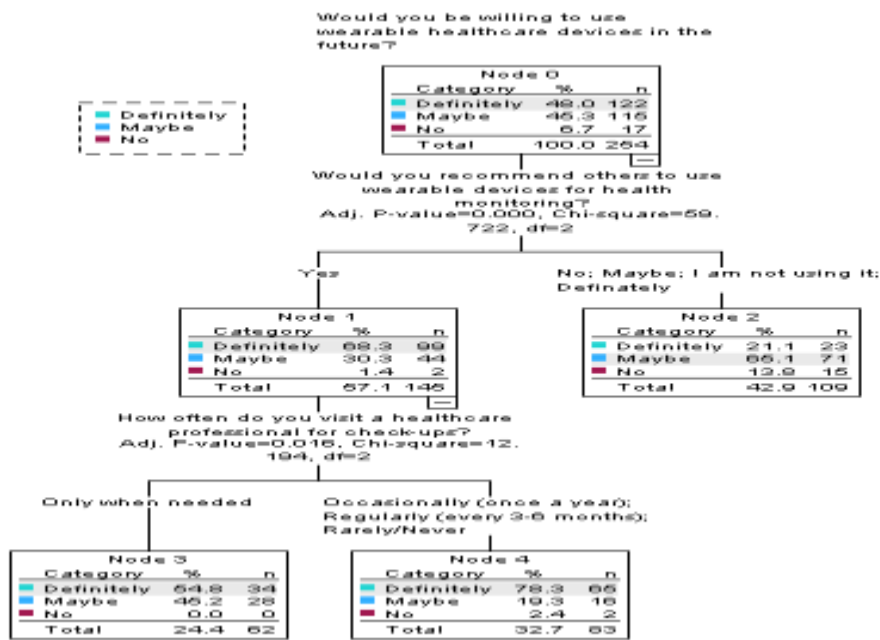 Would you be willing to use
wearable healthcare devices in the
future?
Node 0
Category % n
Definitely 48.0 122
Maybe 45.3 115
No 6.7 17
Total 100.0 254
Definitely
Maybe
No
Would you recommend others to use
wearable devices for health
monitoring?
Adj. P-value=0.000, Chi-square=59.
722, df=2
Yes
No; Maybe; I am not using it;
Definately
Node 1
Category % n
Definitely 68.3 99
Maybe 30.3 44
No 1.4 2
Total 57.1 145
Node 2
Category % n
Definitely 21.1 23
Maybe 65.1 71
No 13.8 15
Total 42.9 109
How often do you visit a healthcare
professional for check-ups?
Adj. P-value=0.016, Chi-square=12.
194, df=2
Only when needed
Occasionally (once a year);
Regularly (every 3-6 months);
Rarely/Never
Node 3
Category % n
Definitely 54.8 34
Maybe 45.2 28
No 0.0 0
Total 24.4 62
Node 4
Category % n
Definitely 78.3 65
Maybe 19.3 16
No 2.4 2
Total 32.7 83